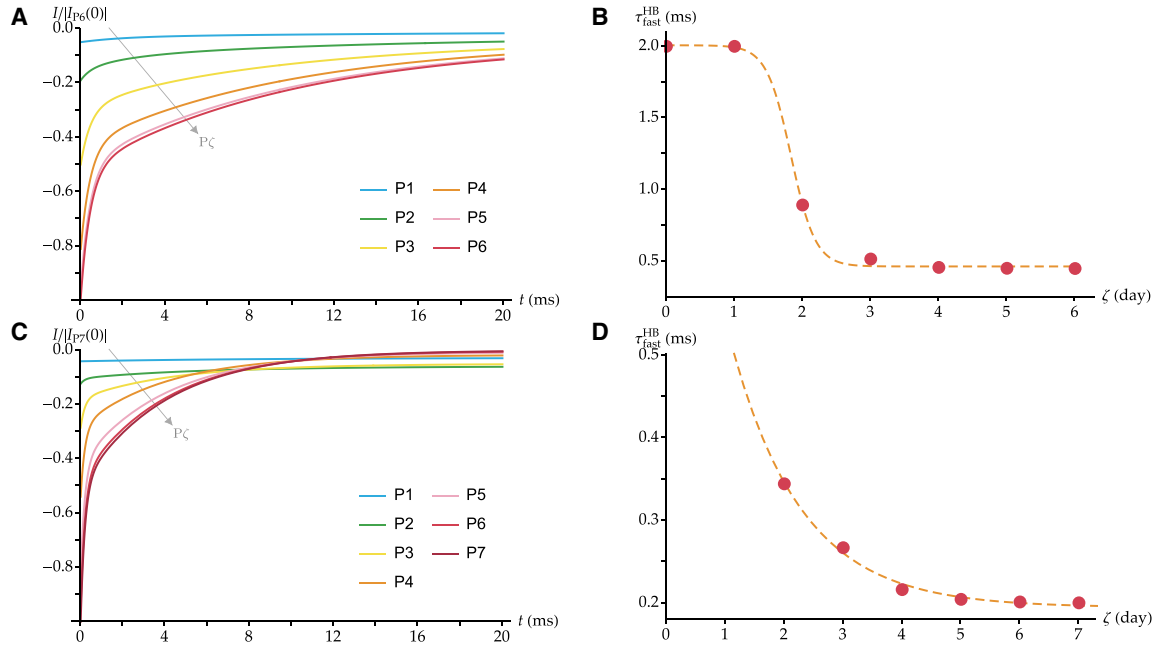 A
I/|I_P6(0)|
0.0
−0.2
−0.4
−0.6
−0.8
Pζ
P1 P4
P2 P5
P3 P6
0 4 8 12 16 20
t (ms)
B
τ_fast^HB (ms)
2.0
1.5
1.0
0.5
0 1 2 3 4 5 6
ζ (day)
C
I/|I_P7(0)|
0.0
−0.2
−0.4
−0.6
−0.8
Pζ
P1 P5
P2 P6
P3 P7
P4
0 4 8 12 16 20
t (ms)
D
τ_fast^HB (ms)
0.5
0.4
0.3
0.2
0 1 2 3 4 5 6 7
ζ (day)